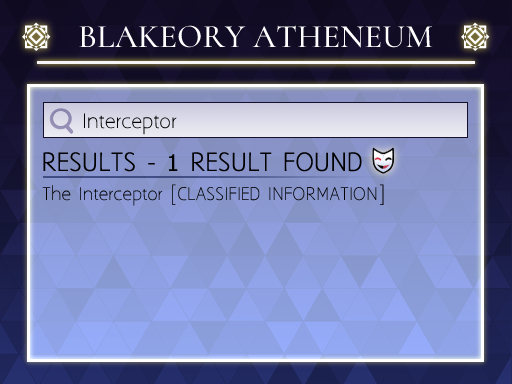 BLAKEORY ATHENEUM
Interceptor
RESULTS - 1 RESULT FOUND
The Interceptor [CLASSIFIED INFORMATION]